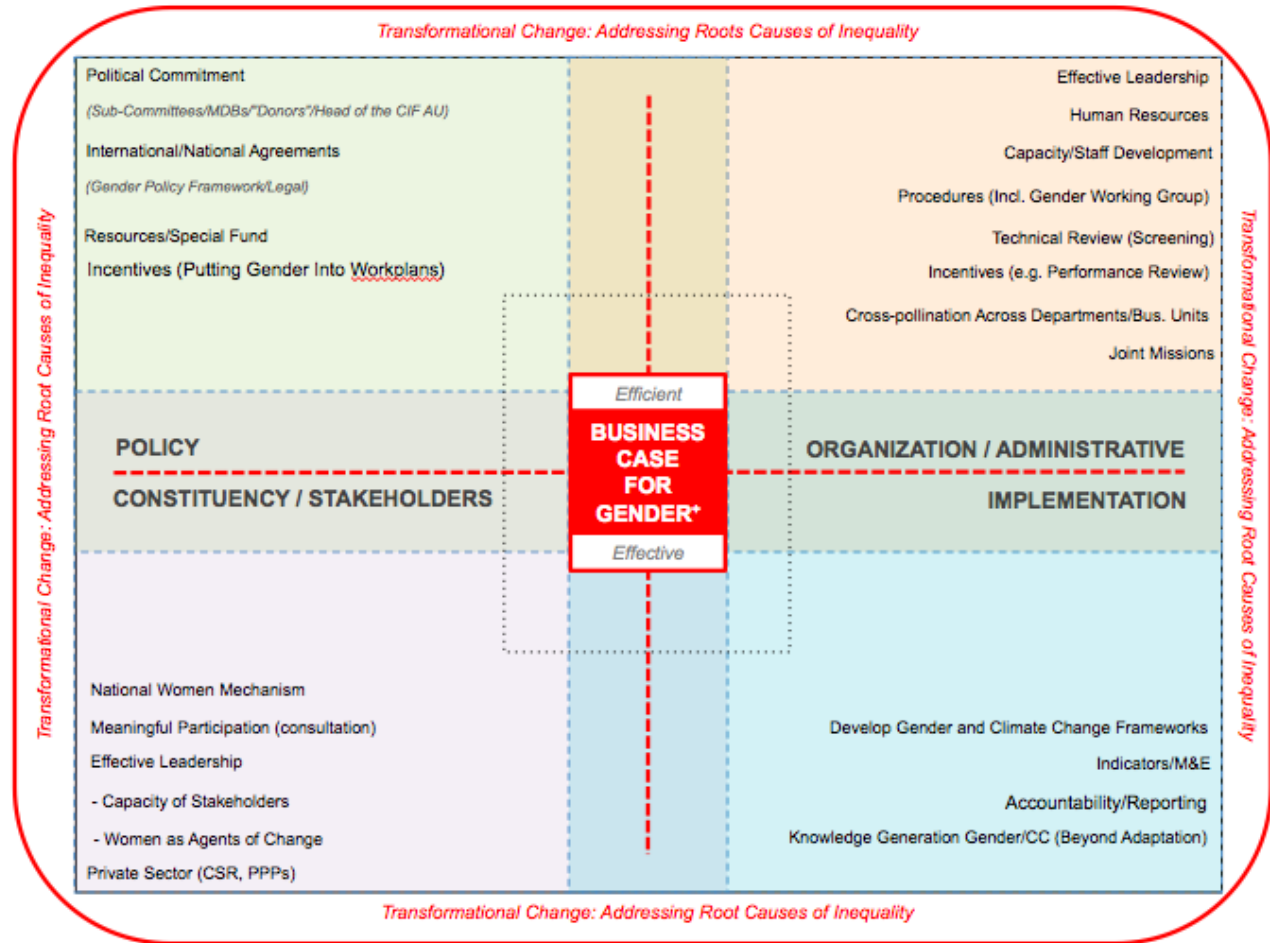 Transformational Change: Addressing Roots Causes of Inequality
Transformational Change: Addressing Root Causes of Inequality
Political Commitment
(Sub-Committees/MDBs/"Donors"/Head of the CIF AU)
International/National Agreements
(Gender Policy Framework/Legal)
Resources/Special Fund
Incentives (Putting Gender Into Workplans)
Effective Leadership
Human Resources
Capacity/Staff Development
Procedures (Incl. Gender Working Group)
Technical Review (Screening)
Incentives (e.g. Performance Review)
Cross-pollination Across Departments/Bus. Units
Joint Missions
POLICY
CONSTITUENCY / STAKEHOLDERS
Efficient
BUSINESS
CASE
FOR
GENDER+
Effective
ORGANIZATION / ADMINISTRATIVE
IMPLEMENTATION
National Women Mechanism
Meaningful Participation (consultation)
Effective Leadership
- Capacity of Stakeholders
- Women as Agents of Change
Private Sector (CSR, PPPs)
Develop Gender and Climate Change Frameworks
Indicators/M&E
Accountability/Reporting
Knowledge Generation Gender/CC (Beyond Adaptation)
Transformational Change: Addressing Root Causes of Inequality
Transformational Change: Addressing Root Causes of Inequality